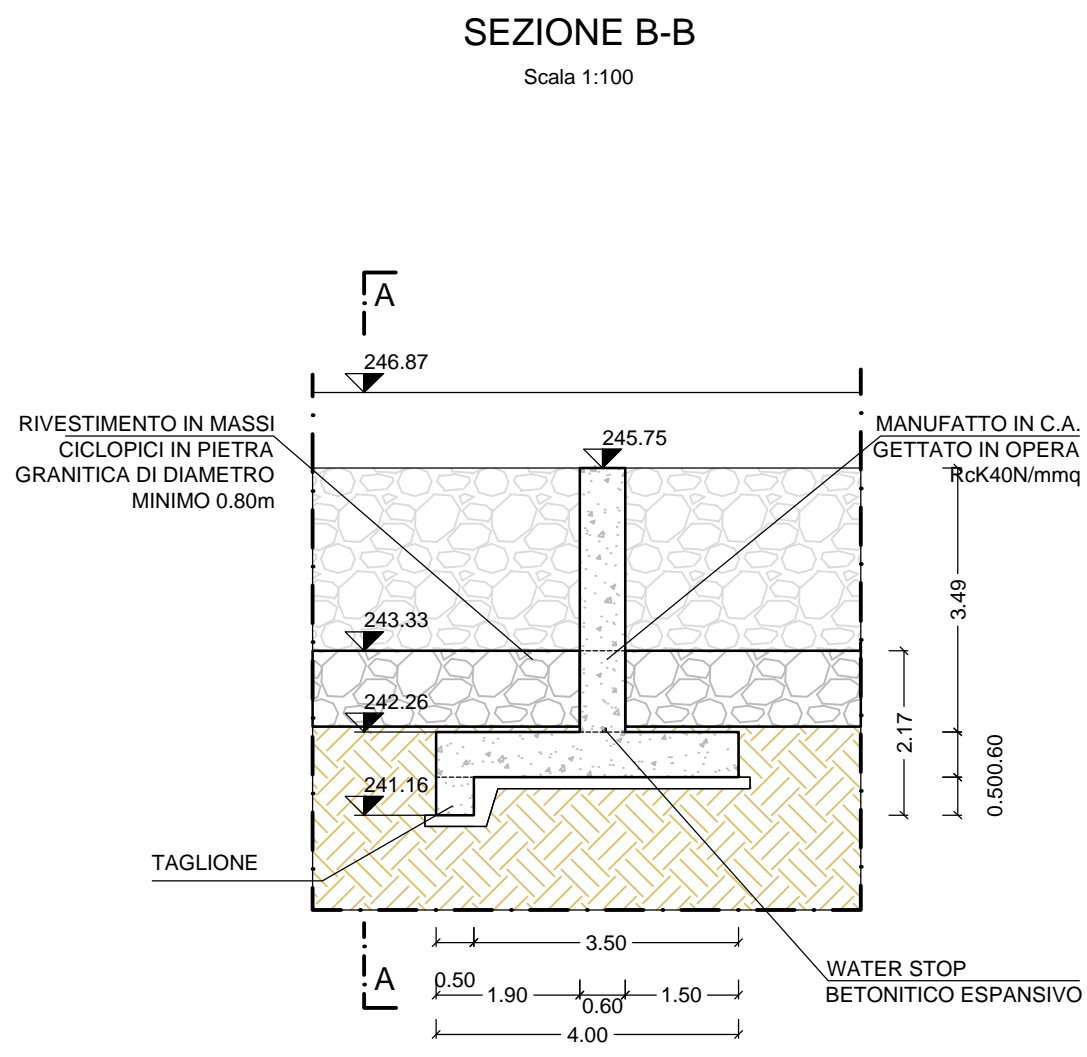 SEZIONE B-B
Scala 1:100
A
246.87
RIVESTIMENTO IN MASSI
CICLOPICI IN PIETRA
GRANITICA DI DIAMETRO
MINIMO 0.80m
245.75
MANUFATTO IN C.A.
GETTATO IN OPERA
RcK40N/mmq
3.49
243.33
242.26
2.17
241.16
0.60
0.50
TAGLIONE
3.50
WATER STOP
BETONITICO ESPANSIVO
A
0.50
1.90
0.60
1.50
4.00